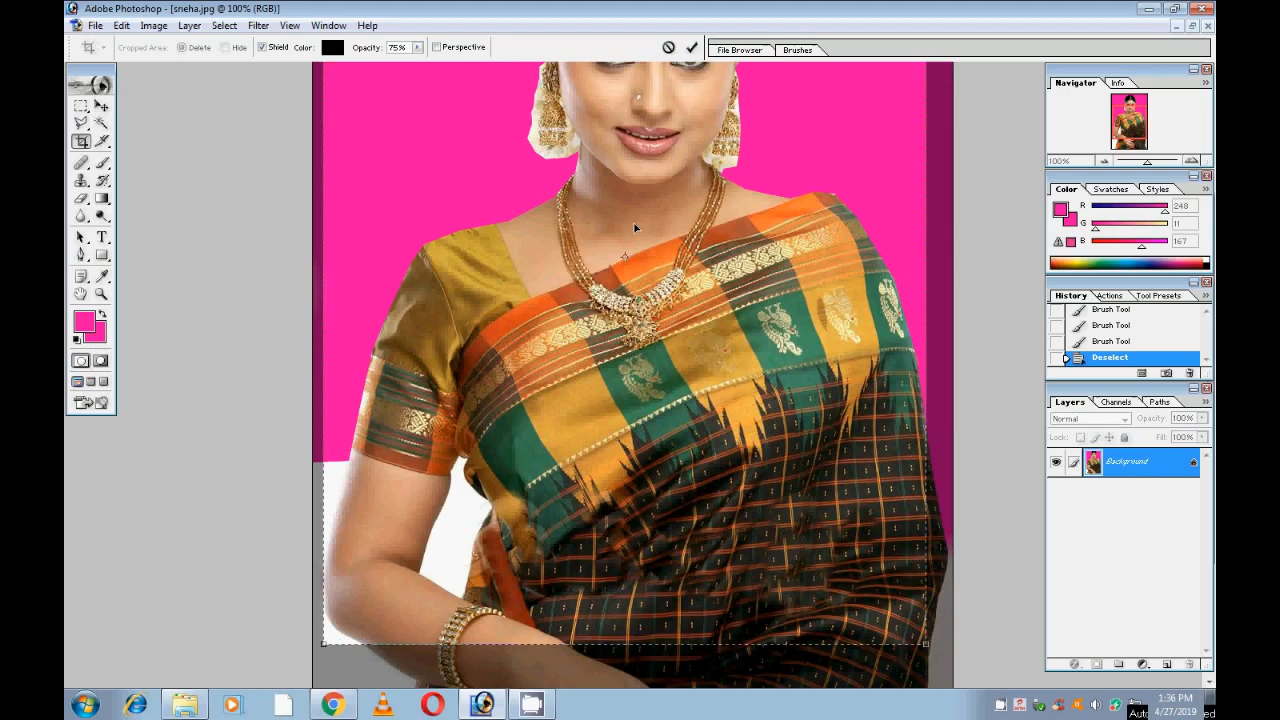 Adobe Photoshop - [sneha.jpg @ 100% (RGB)]
File Edit Image Layer Select Filter View Window Help
Cropped Area: Delete Hide Shield Color: Opacity: 75% Perspective File Browser Brushes
Navigator Info
100%
Color Swatches Styles
R 248
G 11
B 167
History Actions Tool Presets
Brush Tool
Brush Tool
Brush Tool
Deselect
Layers Channels Paths
Normal Opacity: 100%
Lock: Fill: 100%
Background
1:36 PM
4/27/2019